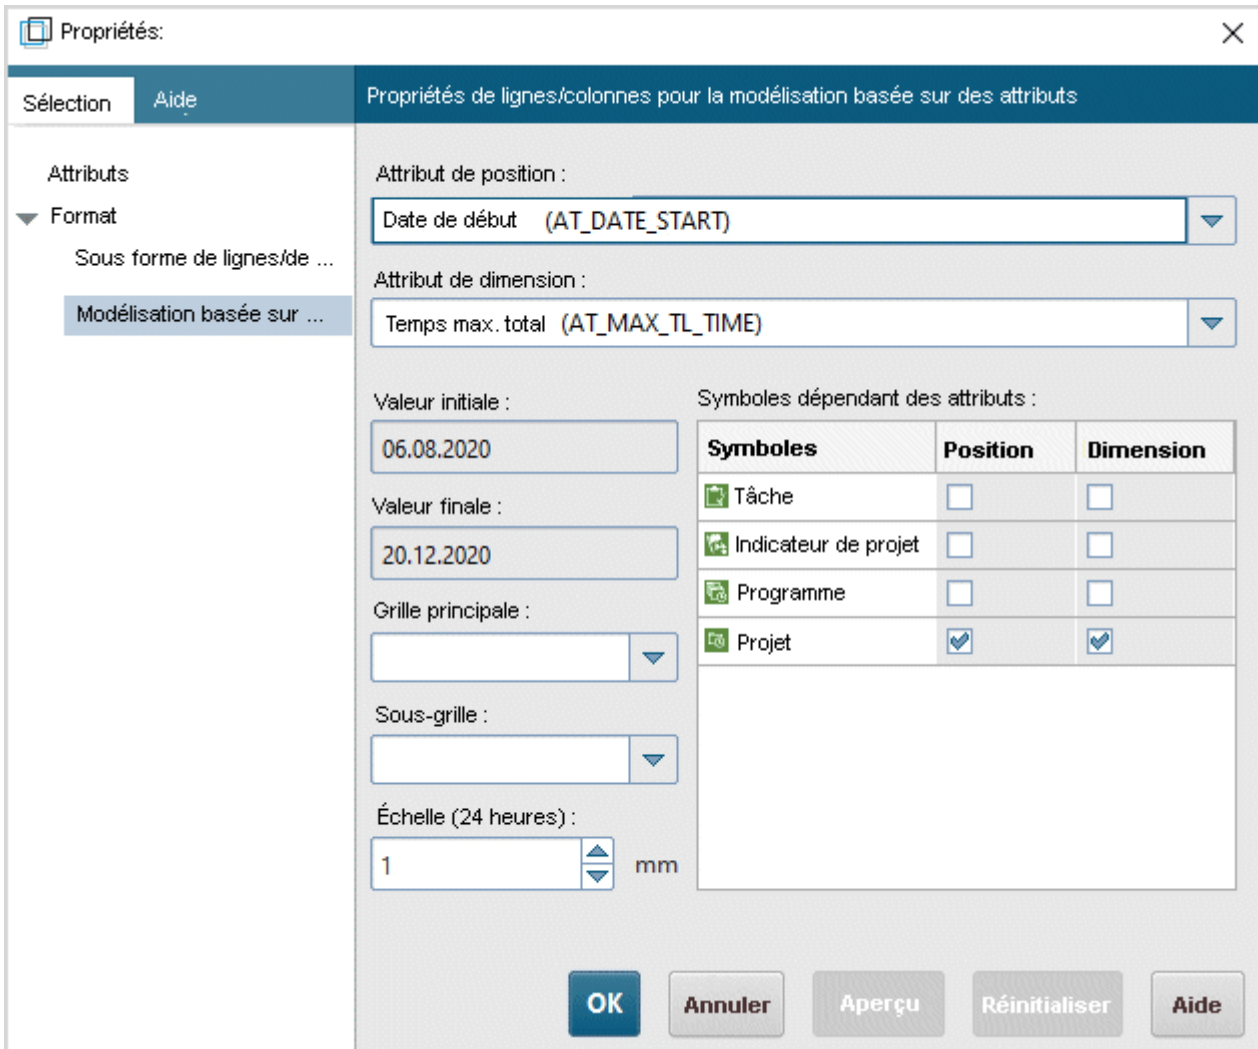 Propriétés:
Sélection
Aide
Propriétés de lignes/colonnes pour la modélisation basée sur des attributs
Attributs
Format
Sous forme de lignes/de ...
Modélisation basée sur ...
Attribut de position :
Date de début (AT_DATE_START)
Attribut de dimension :
Temps max. total (AT_MAX_TL_TIME)
Valeur initiale :
06.08.2020
Valeur finale :
20.12.2020
Grille principale :
Sous-grille :
Échelle (24 heures) :
1 mm
Symboles dépendant des attributs :
Symboles Position Dimension
Tâche
Indicateur de projet
Programme
Projet
OK Annuler Aperçu Réinitialiser Aide